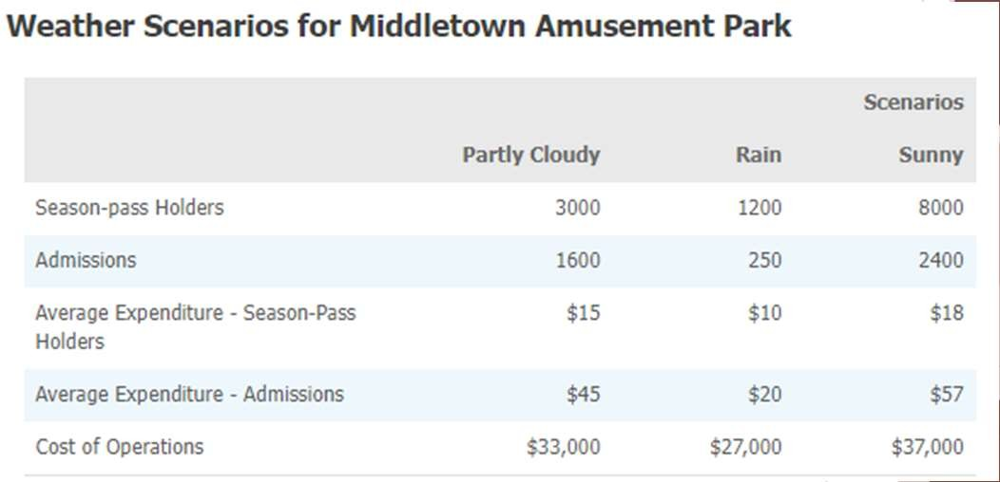 Weather Scenarios for Middletown Amusement Park
Scenarios
Partly Cloudy Rain Sunny
Season-pass Holders 3000 1200 8000
Admissions 1600 250 2400
Average Expenditure - Season-Pass $15 $10 $18
Holders
Average Expenditure - Admissions $45 $20 $57
Cost of Operations $33,000 $27,000 $37,000